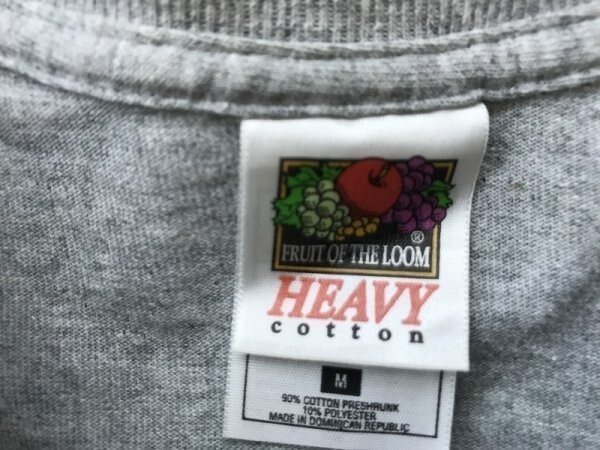 ®
FRUIT OF THE LOOM
HEAVY
cotton
M
90% COTTON PRESHRUNK
10% POLYESTER
MADE IN DOMINICAN REPUBLIC